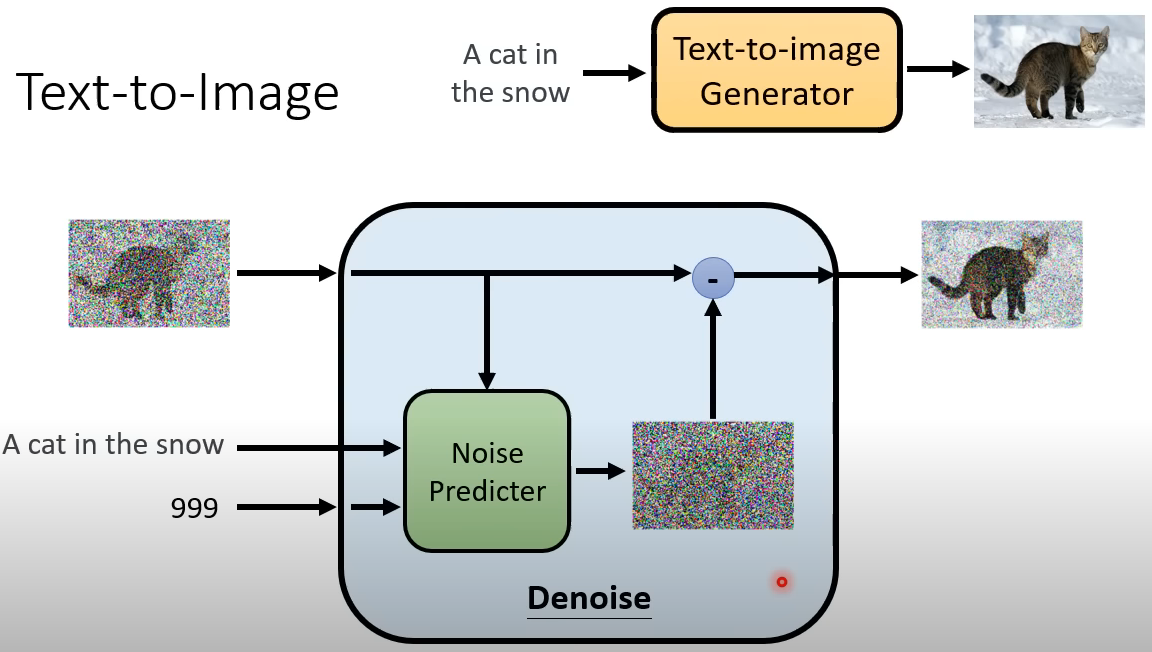 Text-to-Image
A cat in
the snow
Text-to-image
Generator
-
A cat in the snow
999
Noise
Predicter
Denoise